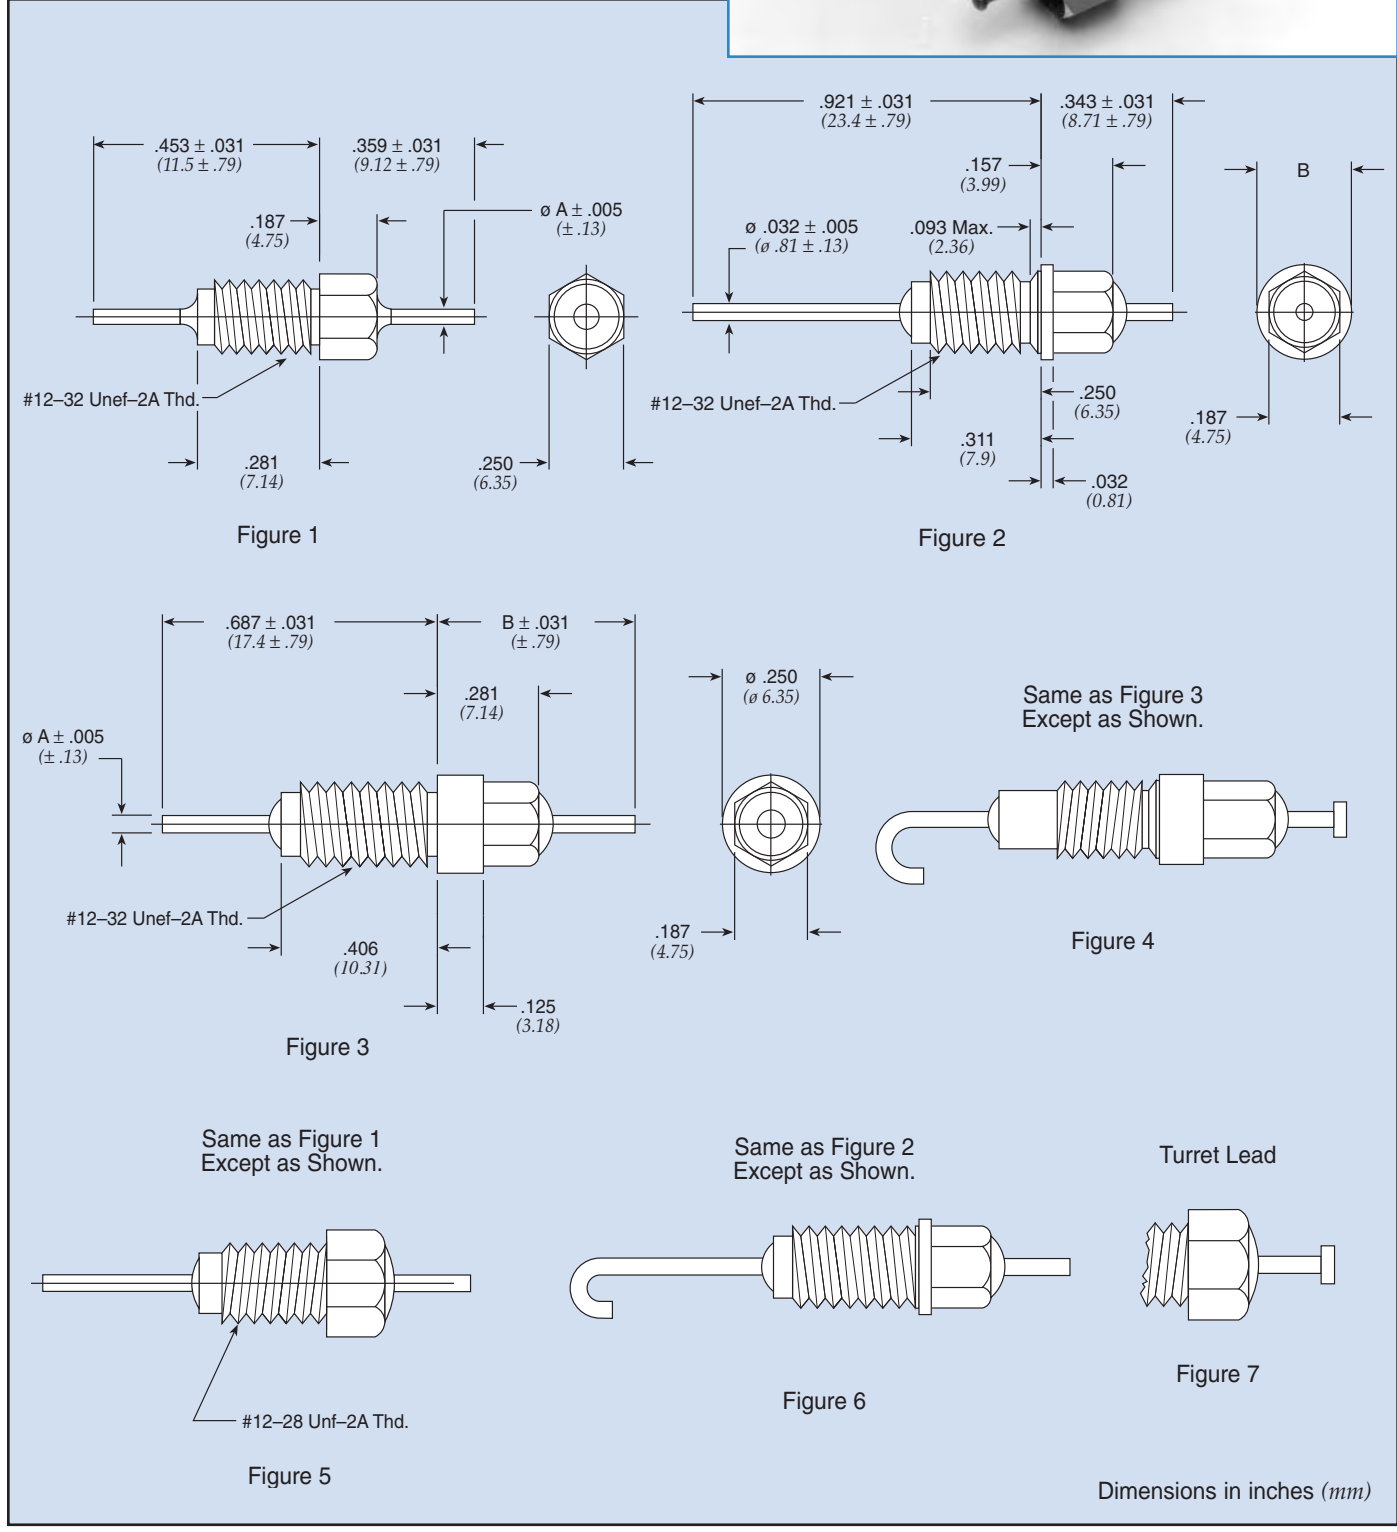 .453 ± .031
(11.5 ± .79)
.359 ± .031
(9.12 ± .79)
.187
(4.75)
ø A ± .005
(± .13)
#12–32 Unef–2A Thd.
.281
(7.14)
.250
(6.35)
Figure 1
.921 ± .031
(23.4 ± .79)
.343 ± .031
(8.71 ± .79)
.157
(3.99)
B
ø .032 ± .005
(ø .81 ± .13)
.093 Max.
(2.36)
#12–32 Unef–2A Thd.
.250
(6.35)
.187
(4.75)
.311
(7.9)
.032
(0.81)
Figure 2
.687 ± .031
(17.4 ± .79)
B ± .031
(± .79)
.281
(7.14)
ø A ± .005
(± .13)
ø .250
(ø 6.35)
#12–32 Unef–2A Thd.
.406
(10.31)
.187
(4.75)
.125
(3.18)
Figure 3
Same as Figure 3
Except as Shown.
Figure 4
Same as Figure 1
Except as Shown.
#12–28 Unf–2A Thd.
Figure 5
Same as Figure 2
Except as Shown.
Figure 6
Turret Lead
Figure 7
Dimensions in inches (mm)